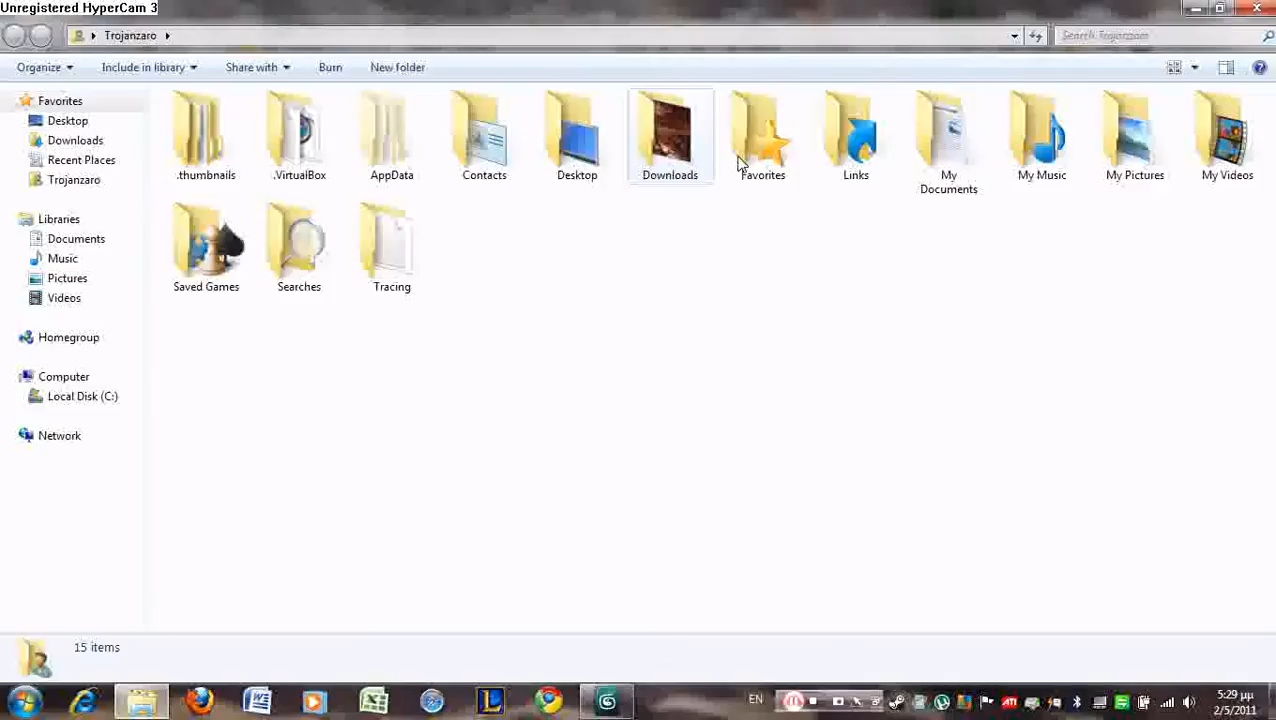 Unregistered HyperCam 3
Trojanzaro
Search Trojanzaro
Organize
Include in library
Share with
Burn
New folder
Favorites
Desktop
Downloads
Recent Places
Trojanzaro
Libraries
Documents
Music
Pictures
Videos
Homegroup
Computer
Local Disk (C:)
Network
.thumbnails
.VirtualBox
AppData
Contacts
Desktop
Downloads
Favorites
Links
My
Documents
My Music
My Pictures
My Videos
Saved Games
Searches
Tracing
15 items
EN
ATI
5:29 μμ
2/5/2011